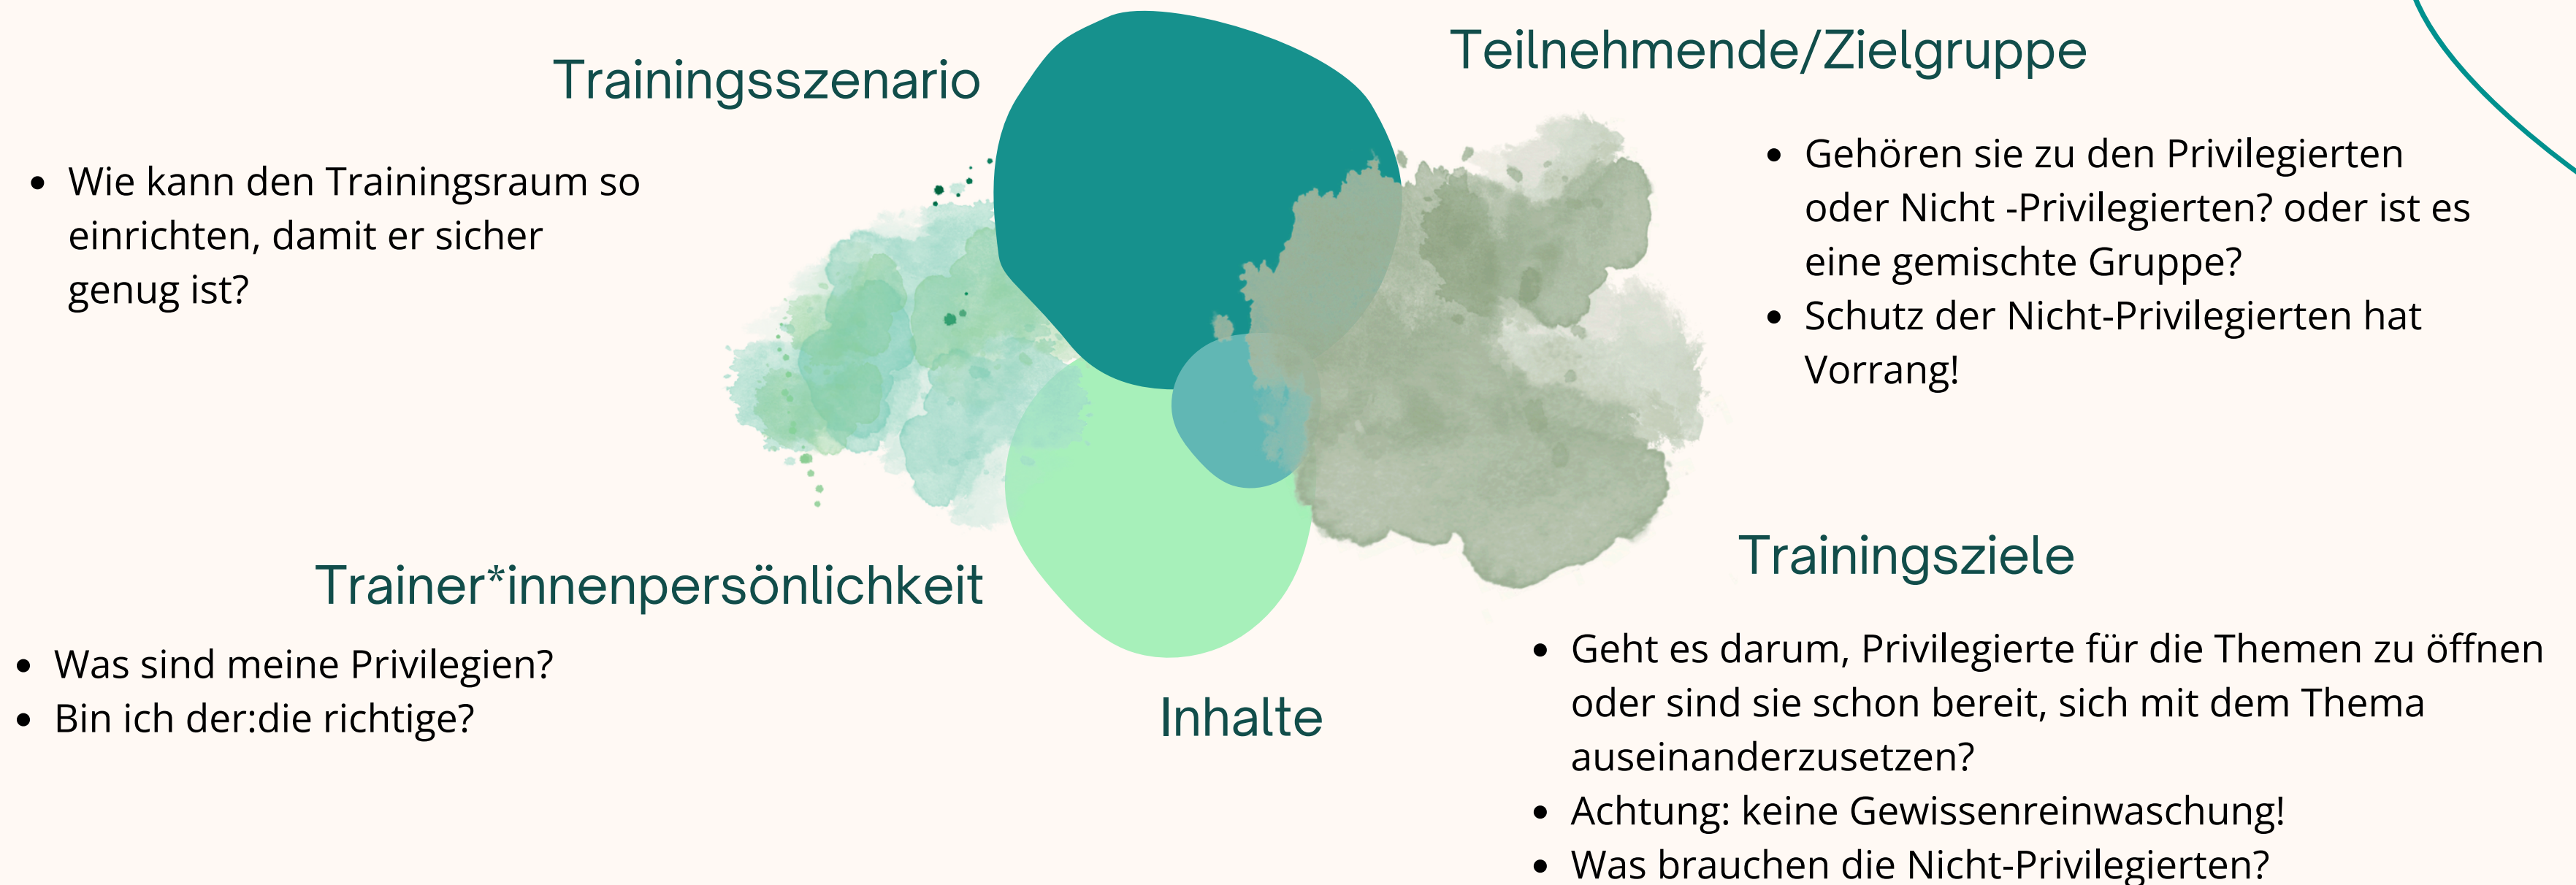 Trainingsszenario
• Wie kann den Trainingsraum so
einrichten, damit er sicher
genug ist?
Teilnehmende/Zielgruppe
• Gehören sie zu den Privilegierten
oder Nicht -Privilegierten? oder ist es
eine gemischte Gruppe?
• Schutz der Nicht-Privilegierten hat
Vorrang!
Trainer*innenpersönlichkeit
• Was sind meine Privilegien?
• Bin ich der:die richtige?
Inhalte
Trainingsziele
• Geht es darum, Privilegierte für die Themen zu öffnen
oder sind sie schon bereit, sich mit dem Thema
auseinanderzusetzen?
• Achtung: keine Gewissenreinwaschung!
• Was brauchen die Nicht-Privilegierten?